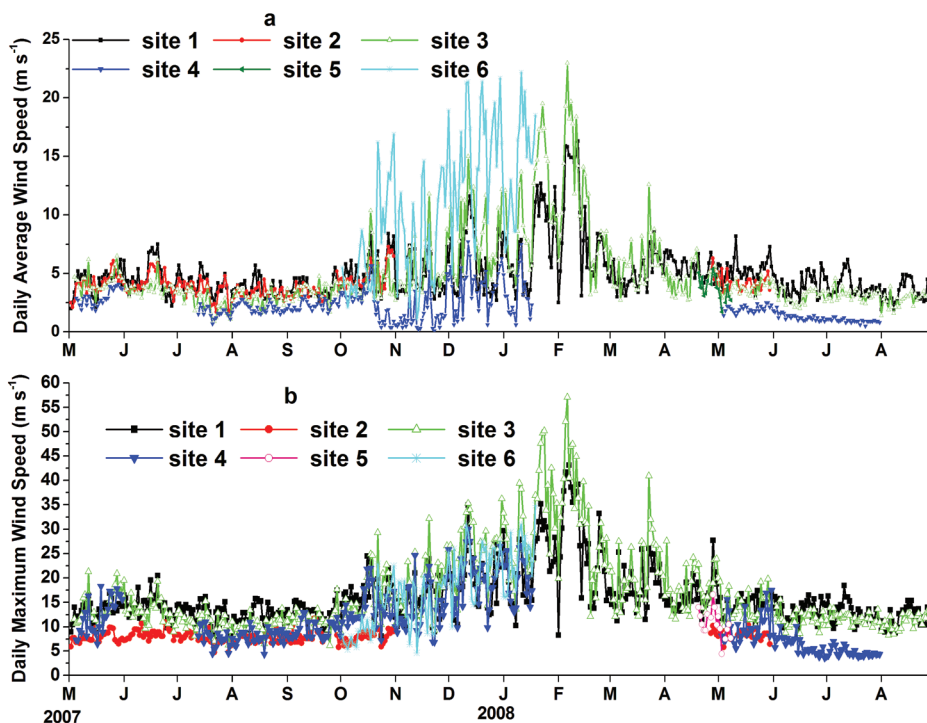 a
site 1 site 2 site 3
site 4 site 5 site 6
Daily Average Wind Speed (m s⁻¹)
25
20
15
10
5
0
M J J A S O N D J F M A M J J A
b
site 1 site 2 site 3
site 4 site 5 site 6
Daily Maximum Wind Speed (m s⁻¹)
60
55
50
45
40
35
30
25
20
15
10
5
0
M J J A S O N D J F M A M J J A
2007 2008